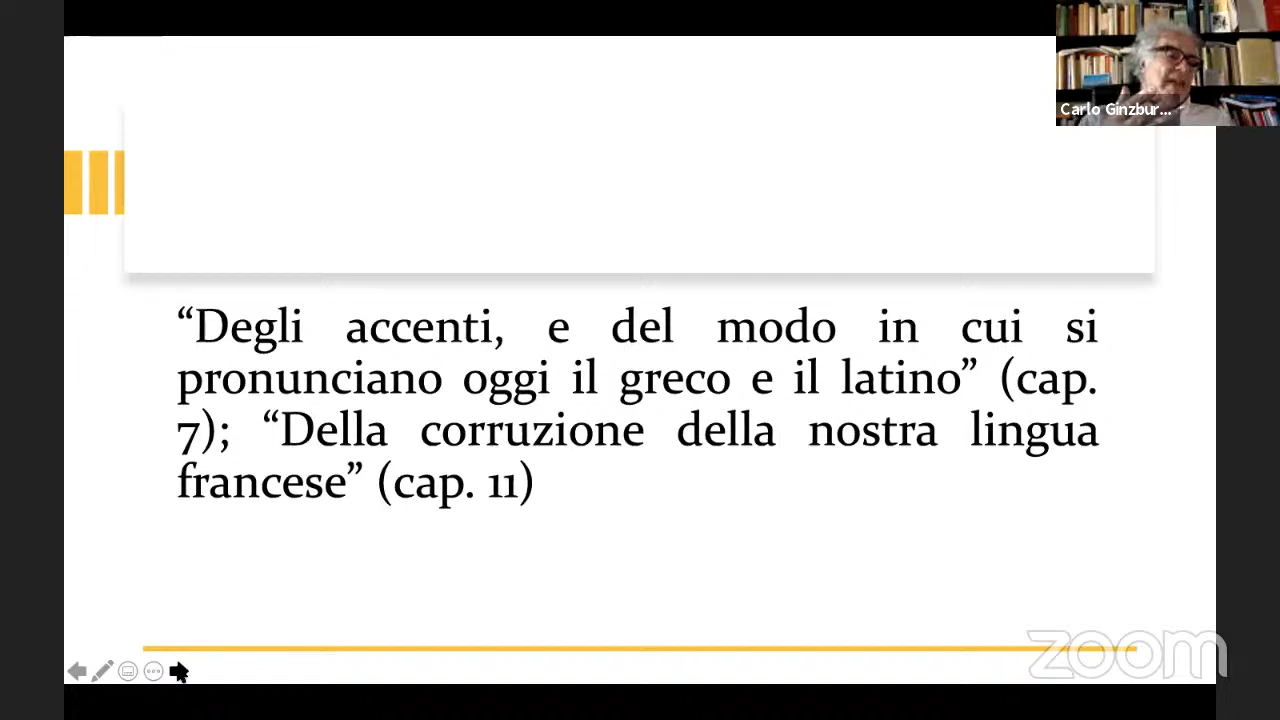 Carlo Ginzbur...
“Degli accenti, e del modo in cui si
pronunciano oggi il greco e il latino” (cap.
7); “Della corruzione della nostra lingua
francese” (cap. 11)
zoom